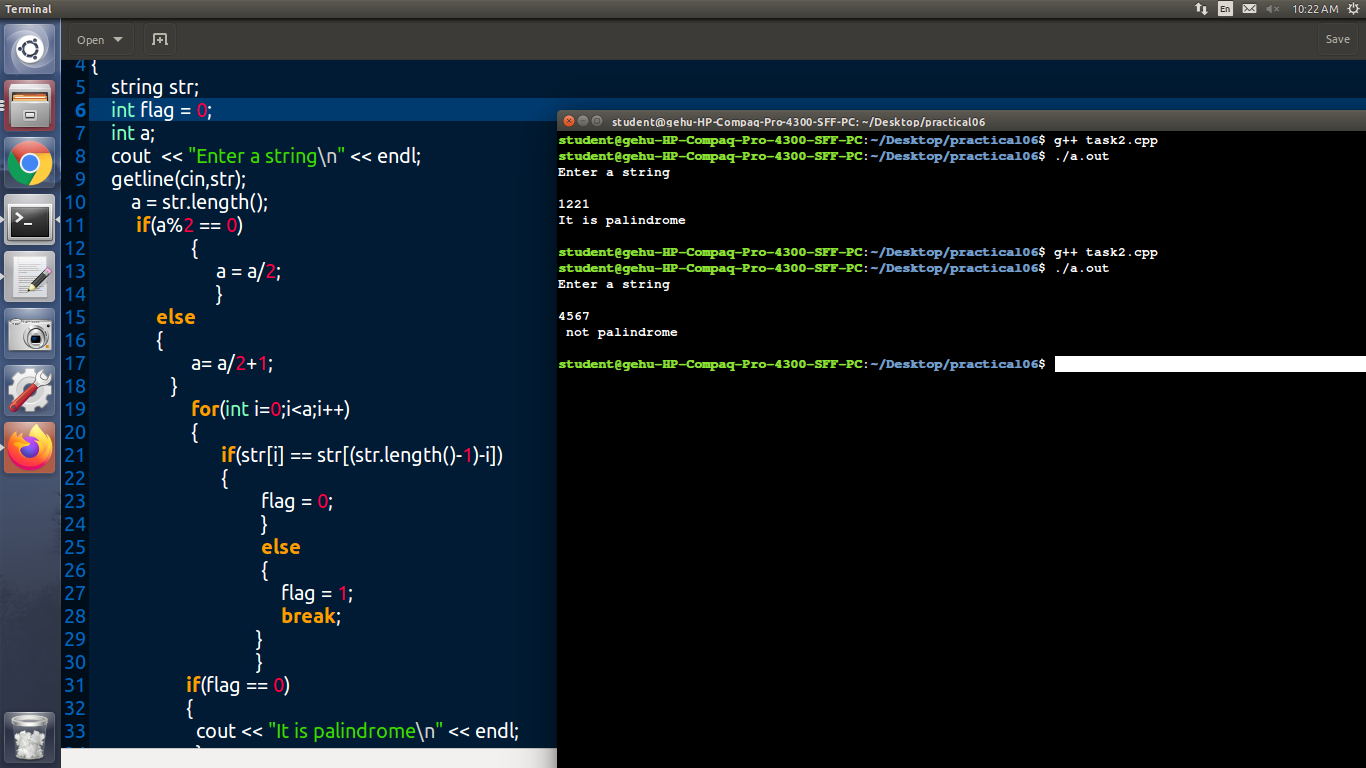 Terminal
En
10:22 AM
Open
Save
4 {
5 string str;
6 int flag = 0;
7 int a;
8 cout << "Enter a string\n" << endl;
9 getline(cin,str);
10 a = str.length();
11 if(a%2 == 0)
12 {
13 a = a/2;
14 }
15 else
16 {
17 a= a/2+1;
18 }
19 for(int i=0;i<a;i++)
20 {
21 if(str[i] == str[(str.length()-1)-i])
22 {
23 flag = 0;
24 }
25 else
26 {
27 flag = 1;
28 break;
29 }
30 }
31 if(flag == 0)
32 {
33 cout << "It is palindrome\n" << endl;
student@gehu-HP-Compaq-Pro-4300-SFF-PC: ~/Desktop/practical06
student@gehu-HP-Compaq-Pro-4300-SFF-PC:~/Desktop/practical06$ g++ task2.cpp
student@gehu-HP-Compaq-Pro-4300-SFF-PC:~/Desktop/practical06$ ./a.out
Enter a string
1221
It is palindrome
student@gehu-HP-Compaq-Pro-4300-SFF-PC:~/Desktop/practical06$ g++ task2.cpp
student@gehu-HP-Compaq-Pro-4300-SFF-PC:~/Desktop/practical06$ ./a.out
Enter a string
4567
not palindrome
student@gehu-HP-Compaq-Pro-4300-SFF-PC:~/Desktop/practical06$